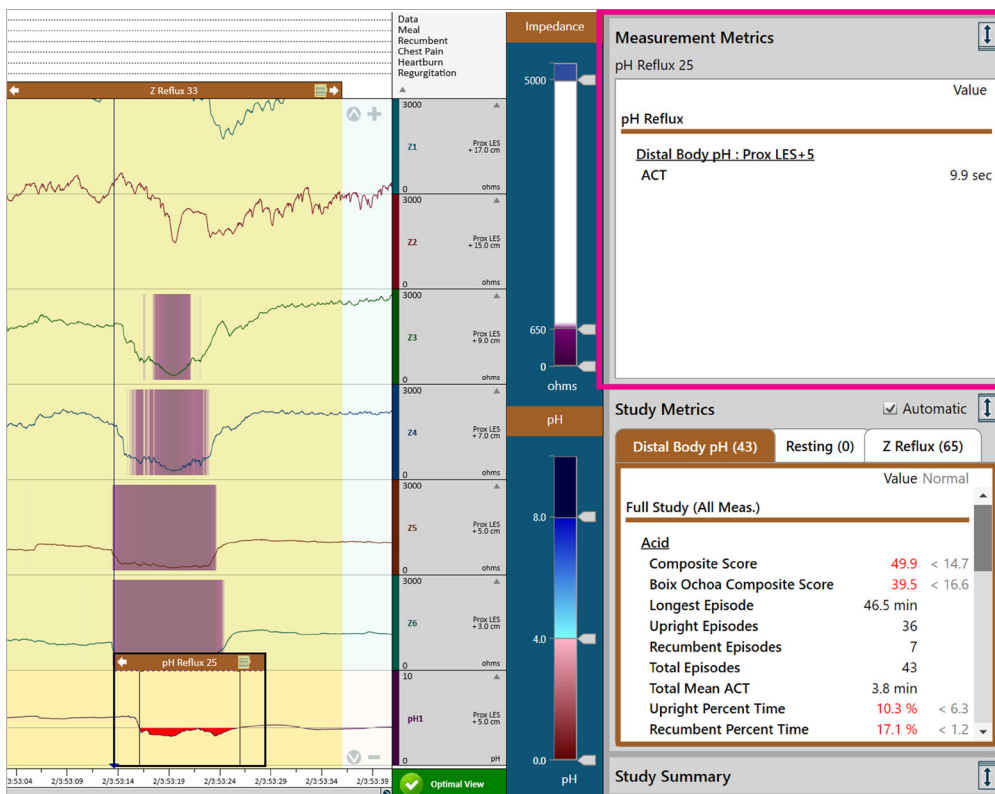 Data
Meal
Recumbent
Chest Pain
Heartburn
Regurgitation
Z Reflux 33
3000
Z1
Prox LES
+ 17.0 cm
0
ohms
3000
Z2
Prox LES
+ 15.0 cm
0
ohms
3000
Z3
Prox LES
+ 9.0 cm
0
ohms
3000
Z4
Prox LES
+ 7.0 cm
0
ohms
3000
Z5
Prox LES
+ 5.0 cm
0
ohms
3000
Z6
Prox LES
+ 3.0 cm
0
ohms
pH Reflux 25
10
pH1
Prox LES
+ 5.0 cm
0
pH
3:53:04 2/3:53:09 2/3:53:14 2/3:53:19 2/3:53:24 2/3:53:29 2/3:53:34 2/3:53:39
Optimal View
Impedance
5000
650
0
ohms
pH
8.0
4.0
0.0
pH
Measurement Metrics
pH Reflux 25
Value
pH Reflux
Distal Body pH : Prox LES+5
ACT 9.9 sec
Study Metrics Automatic
Distal Body pH (43) Resting (0) Z Reflux (65)
Value Normal
Full Study (All Meas.)
Acid
Composite Score 49.9 < 14.7
Boix Ochoa Composite Score 39.5 < 16.6
Longest Episode 46.5 min
Upright Episodes 36
Recumbent Episodes 7
Total Episodes 43
Total Mean ACT 3.8 min
Upright Percent Time 10.3 % < 6.3
Recumbent Percent Time 17.1 % < 1.2
Study Summary